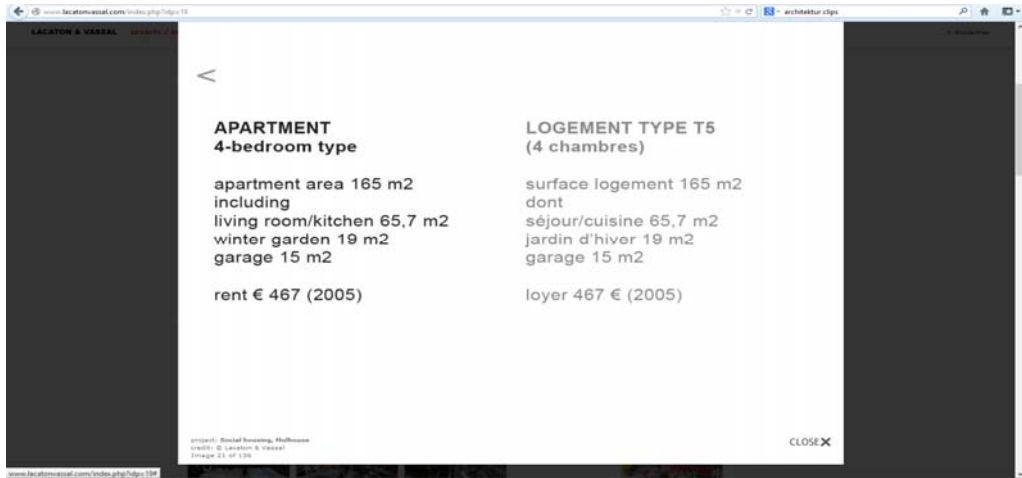 www.lacatonvassal.com/index.php?idp=19
architektur clips
LACATON & VASSAL
<
APARTMENT
4-bedroom type
apartment area 165 m2
including
living room/kitchen 65,7 m2
winter garden 19 m2
garage 15 m2
rent € 467 (2005)
LOGEMENT TYPE T5
(4 chambres)
surface logement 165 m2
dont
séjour/cuisine 65,7 m2
jardin d'hiver 19 m2
garage 15 m2
loyer 467 € (2005)
project: Social housing, Mulhouse
credit: © Lacaton & Vassal
Image 21 of 136
CLOSE X
www.lacatonvassal.com/index.php?idp=19#